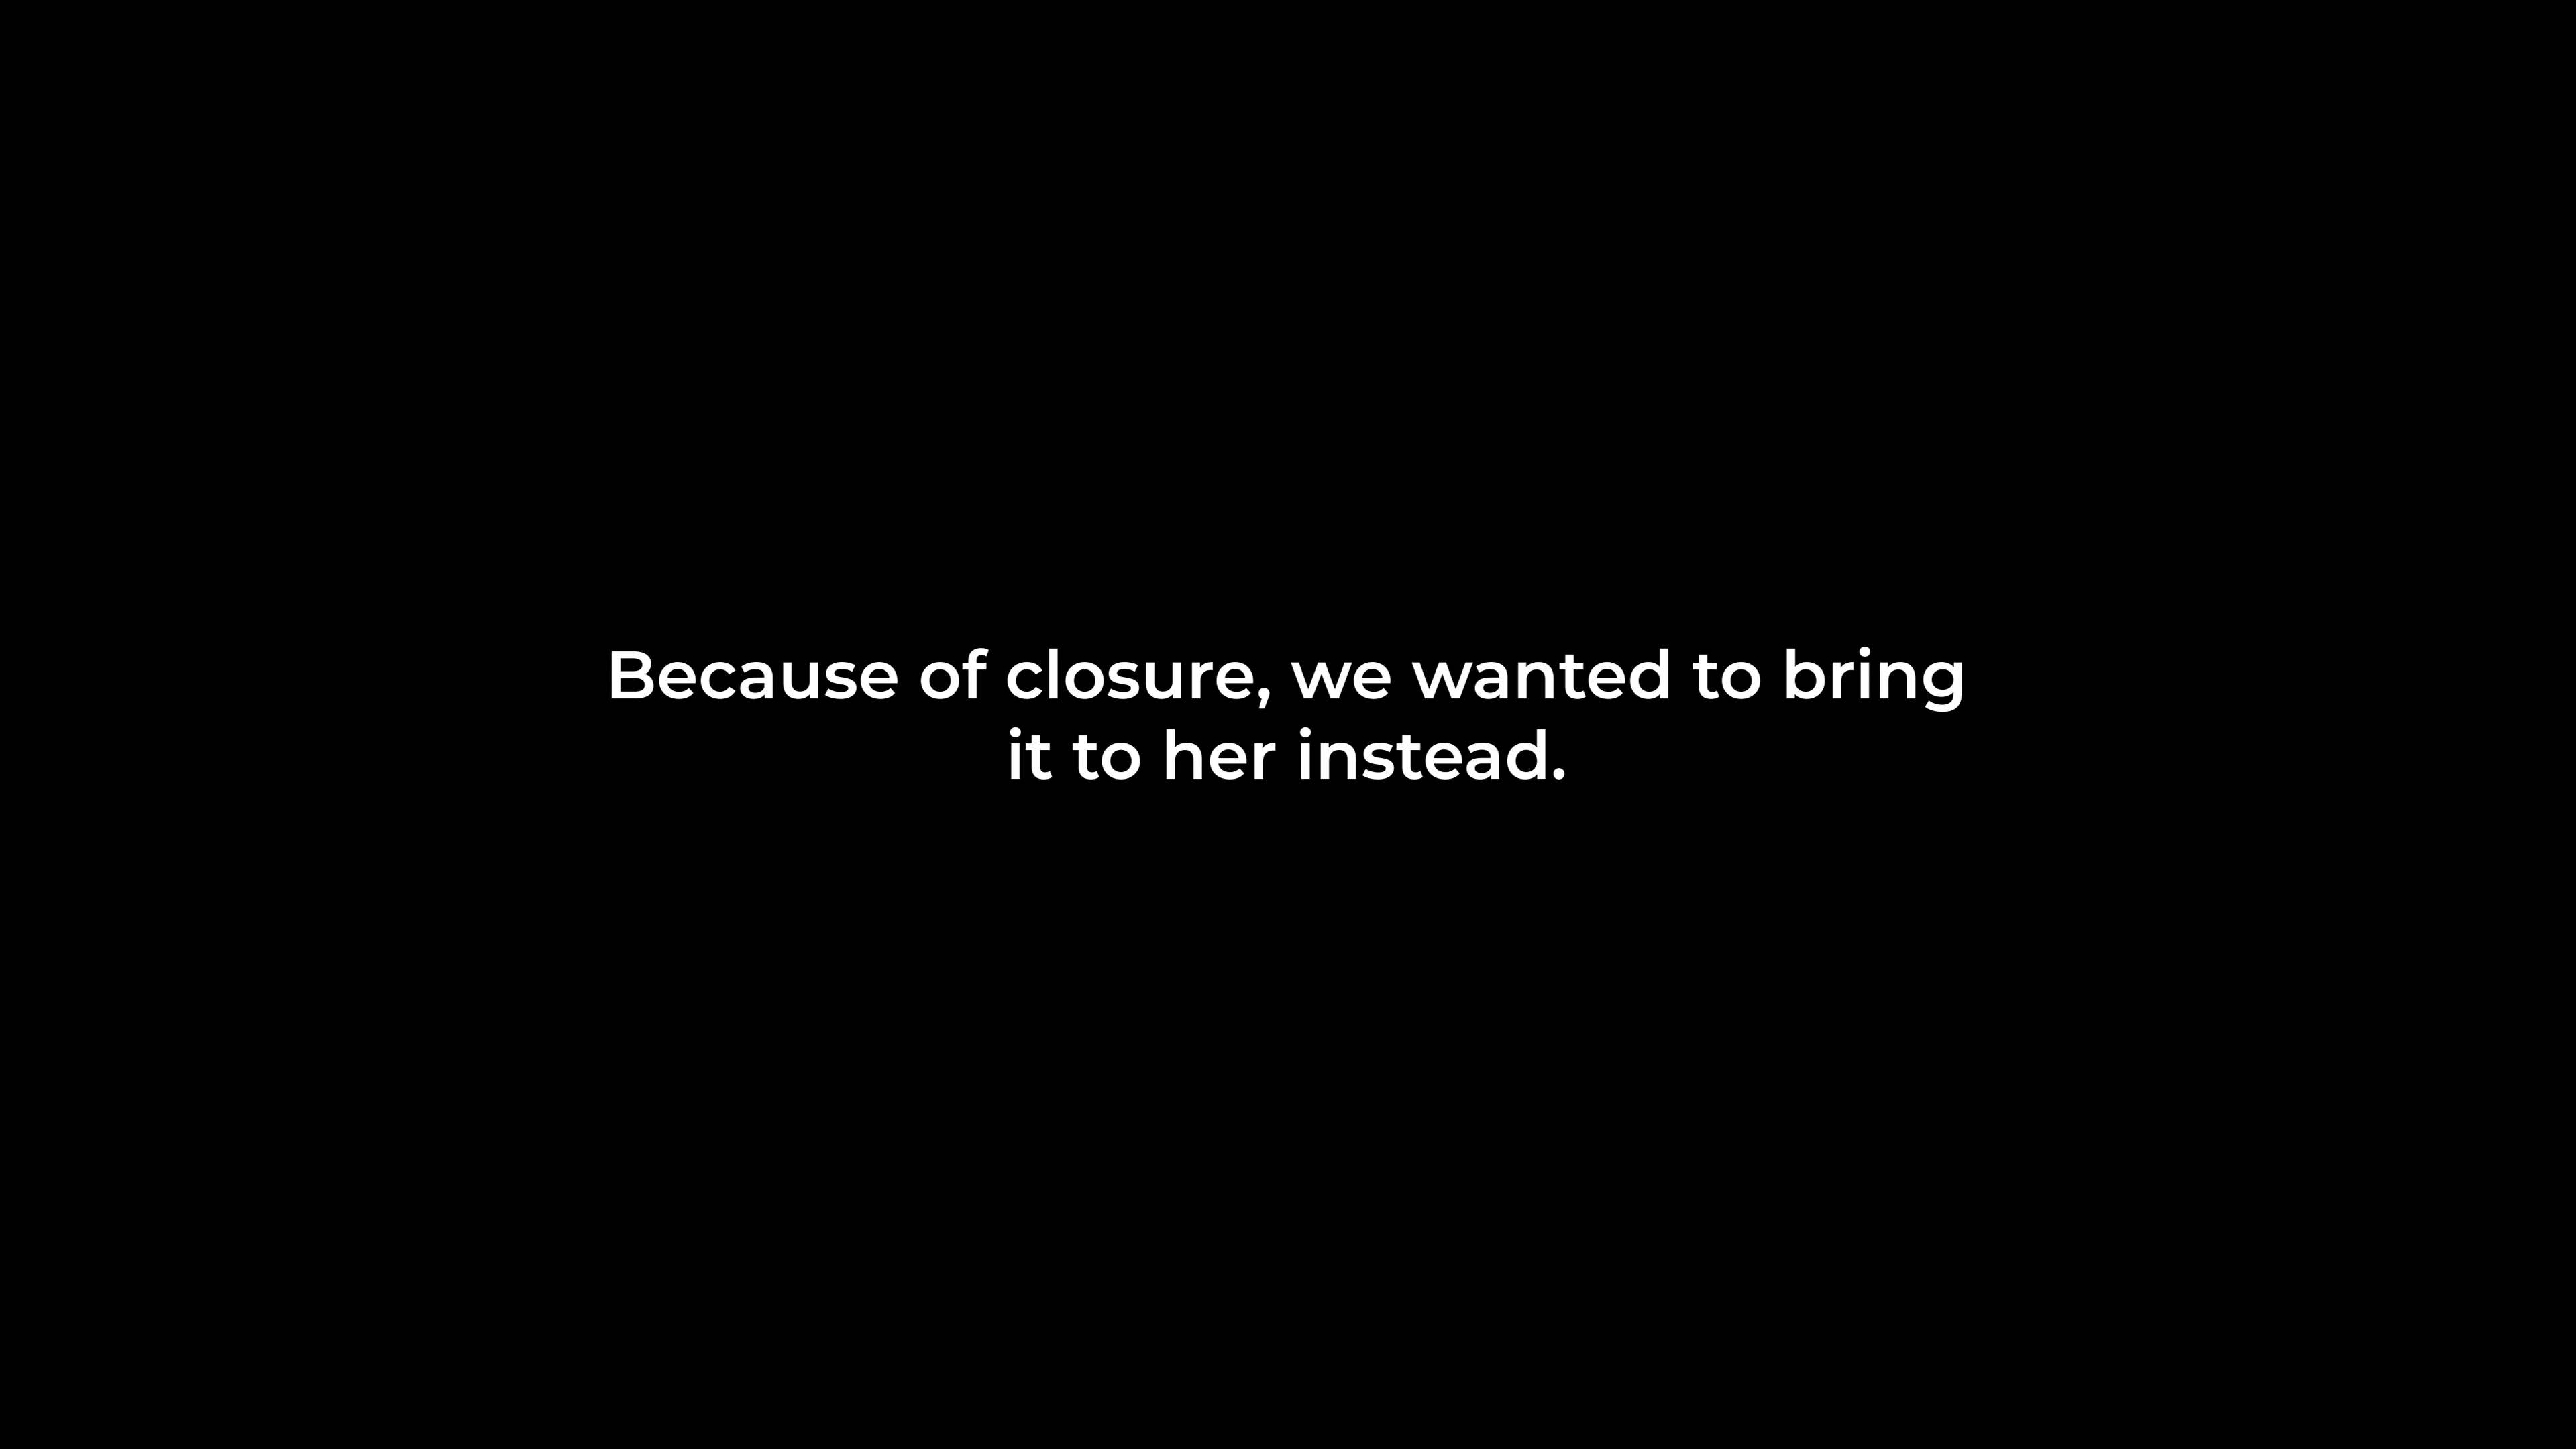 Because of closure, we wanted to bring
it to her instead.